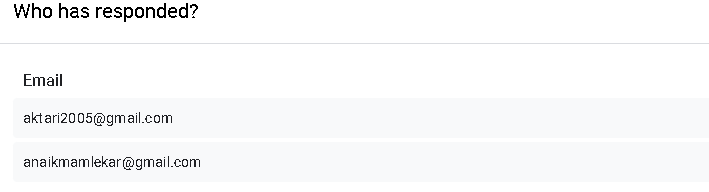 Who has responded?
Email
aktari2005@gmail.com
anaikmamlekar@gmail.com